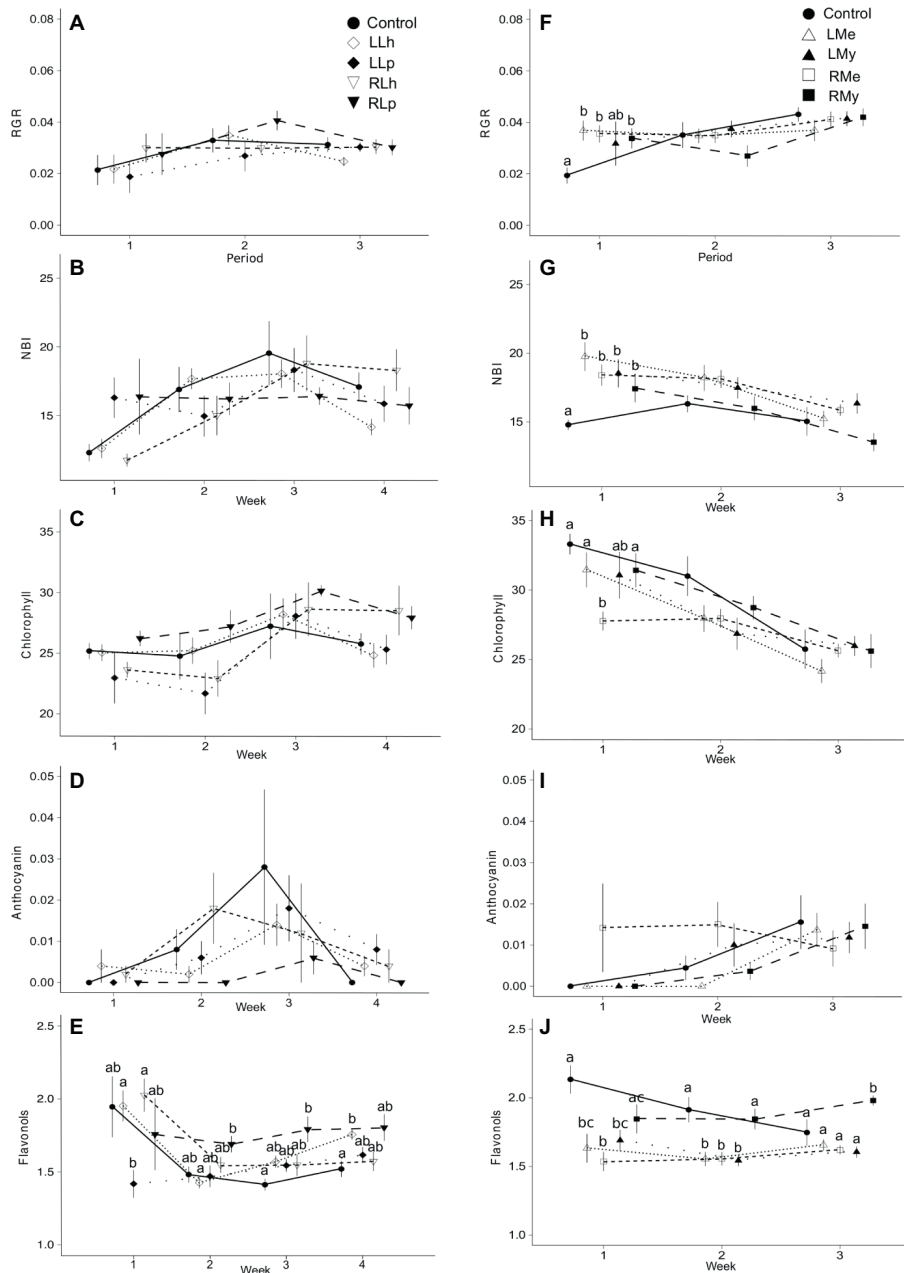 A
Control
LLh
LLp
RLh
RLp
RGR
0.08
0.06
0.04
0.02
0.00
1 2 3
Period
B
NBI
25
20
15
1 2 3 4
Week
C
Chlorophyll
35
30
25
20
1 2 3 4
Week
D
Anthocyanin
0.05
0.04
0.03
0.02
0.01
0.00
1 2 3 4
Week
E
Flavonols
2.5
2.0
1.5
1.0
ab a a ab b
ab a ab ab b
a ab ab ab b
a b ab ab ab
1 2 3 4
Week
F
Control
LMe
LMy
RMe
RMy
RGR
0.08
0.06
0.04
0.02
0.00
a b b ab b
1 2 3
Period
G
NBI
25
20
15
a b b b b
1 2 3
Week
H
Chlorophyll
35
30
25
20
a a b ab a
1 2 3
Week
I
Anthocyanin
0.05
0.04
0.03
0.02
0.01
0.00
1 2 3
Week
J
Flavonols
2.5
2.0
1.5
1.0
a bc b bc ac
a b b b a
a a a a b
1 2 3
Week